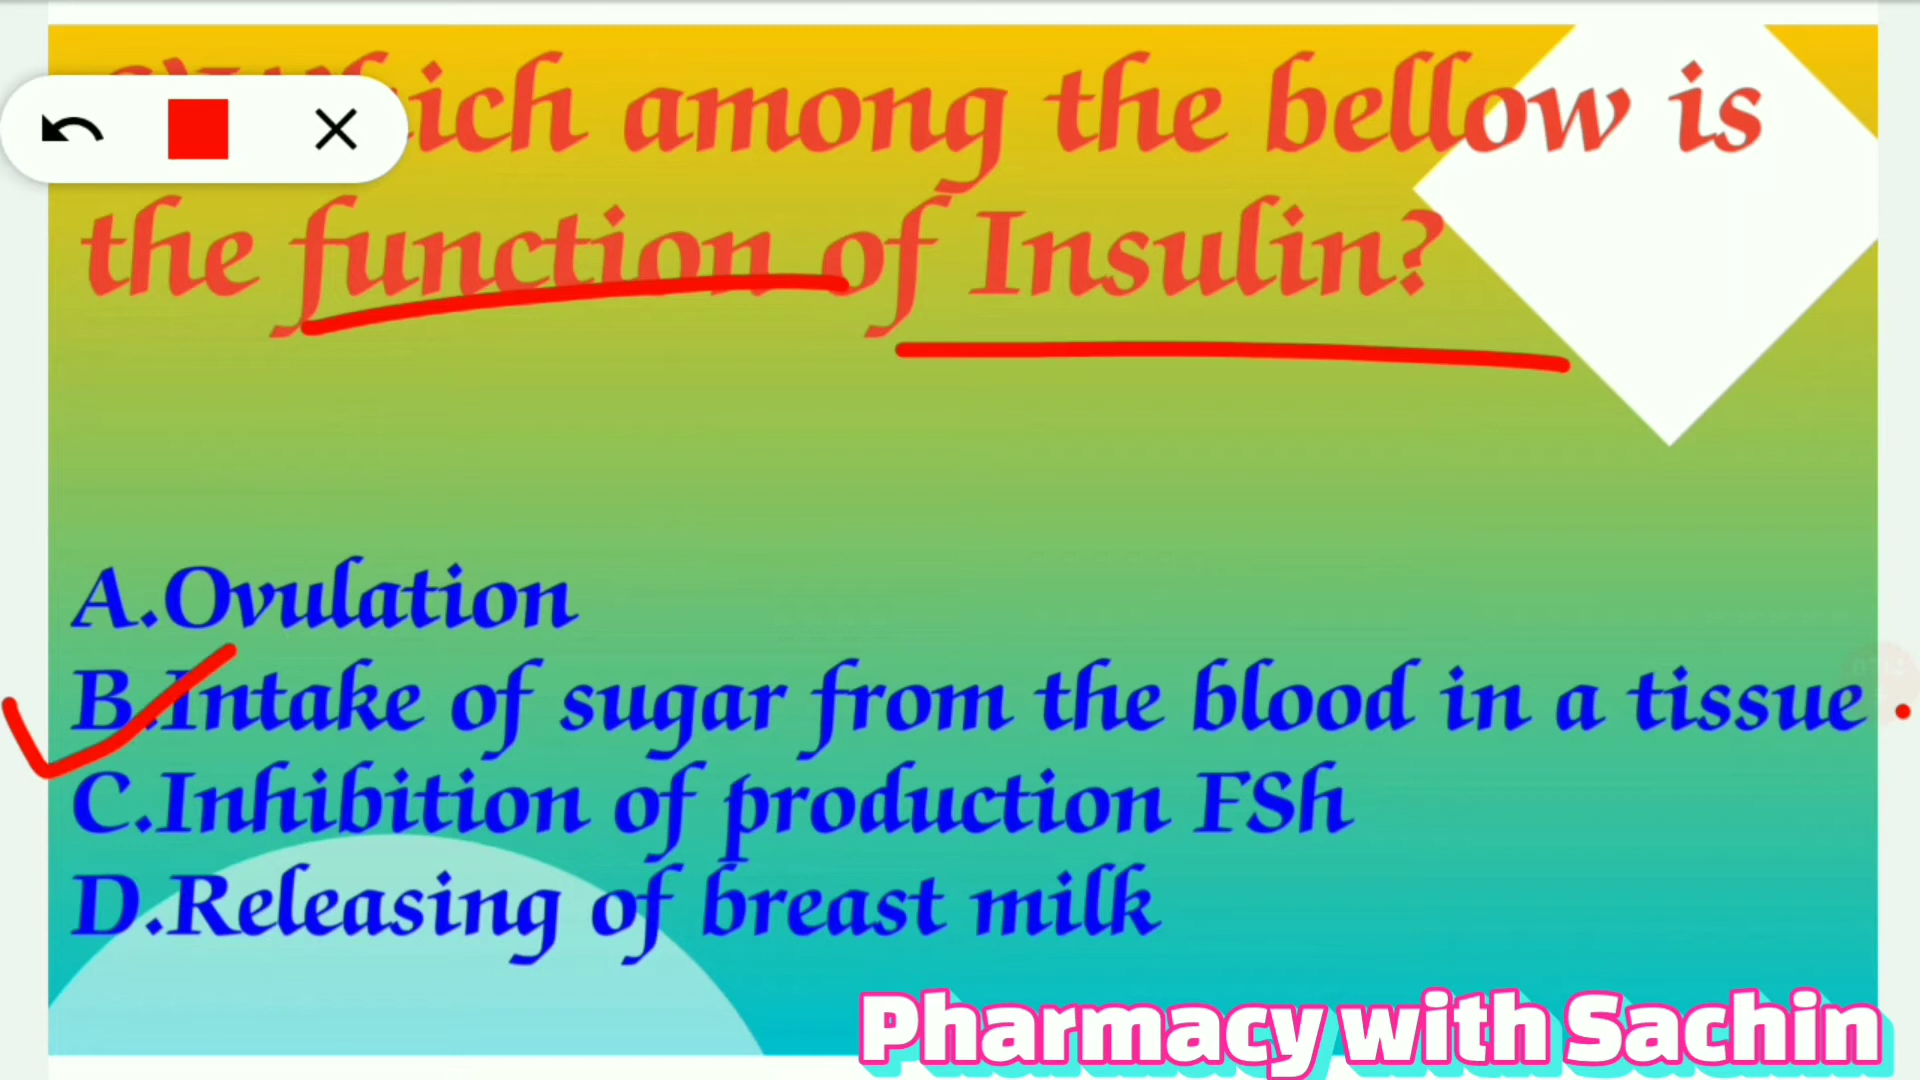 among the bellow is
the function of Insulin?
A.Ovulation
B.Intake of sugar from the blood in a tissue
C.Inhibition of production FSh
D.Releasing of breast milk
Pharmacy with Sachin